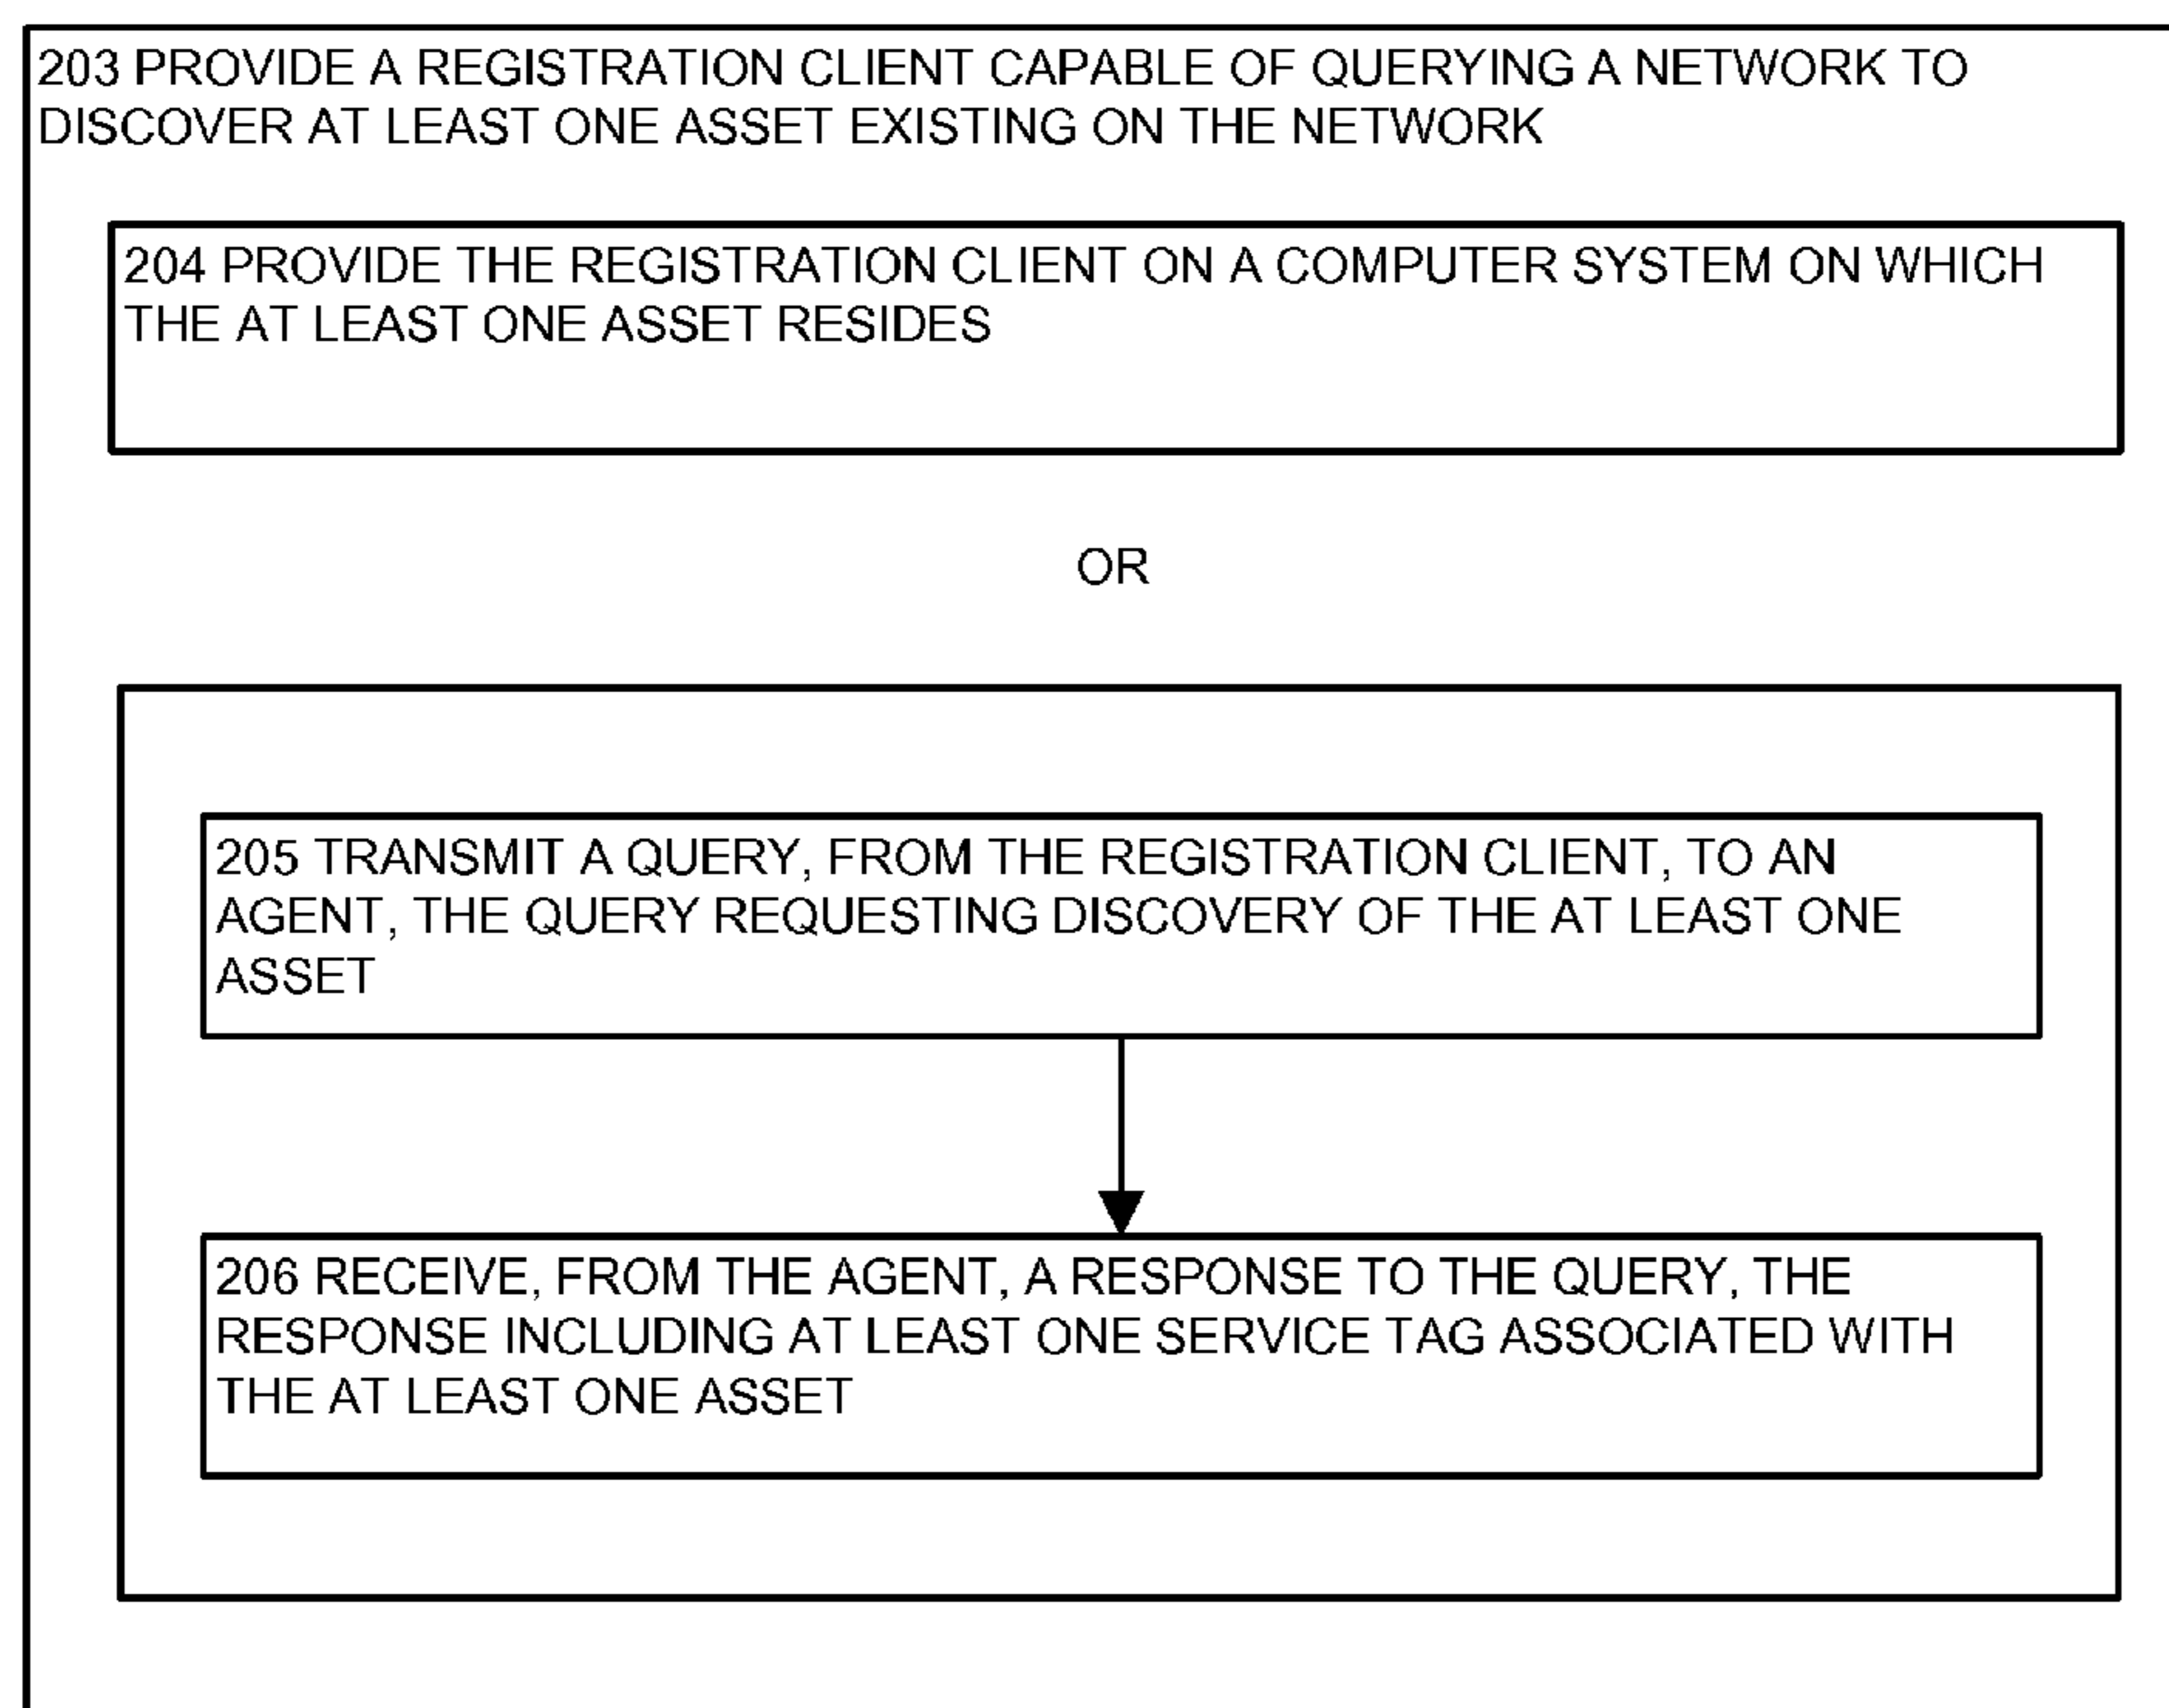 203 PROVIDE A REGISTRATION CLIENT CAPABLE OF QUERYING A NETWORK TO
DISCOVER AT LEAST ONE ASSET EXISTING ON THE NETWORK
204 PROVIDE THE REGISTRATION CLIENT ON A COMPUTER SYSTEM ON WHICH
THE AT LEAST ONE ASSET RESIDES
OR
205 TRANSMIT A QUERY, FROM THE REGISTRATION CLIENT, TO AN
AGENT, THE QUERY REQUESTING DISCOVERY OF THE AT LEAST ONE
ASSET
206 RECEIVE, FROM THE AGENT, A RESPONSE TO THE QUERY, THE
RESPONSE INCLUDING AT LEAST ONE SERVICE TAG ASSOCIATED WITH
THE AT LEAST ONE ASSET